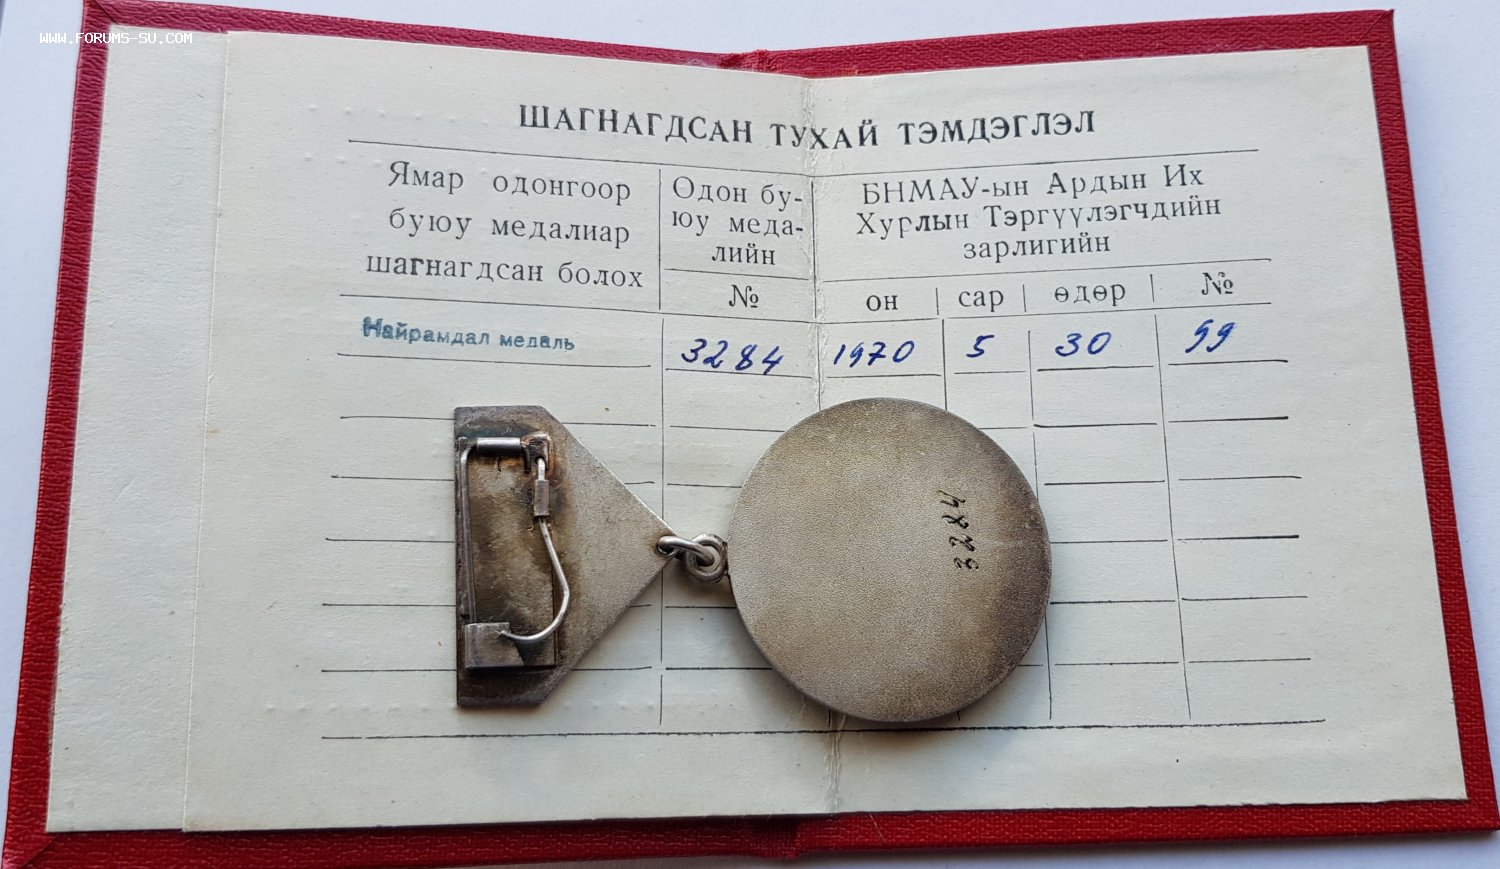 WWW.FORUMS-SU.COM
ШАГНАГДСАН ТУХАЙ ТЭМДЭГЛЭЛ
Ямар одонгоор
буюу медалиар
шагнагдсан болох
Одон бу-
юу меда-
лийн
№
БНМАУ-ын Ардын Их
Хурлын Тэргүүлэгчдийн
зарлигийн
он сар өдөр №
Найрамдал медаль 3284 1970 5 30 99
3284